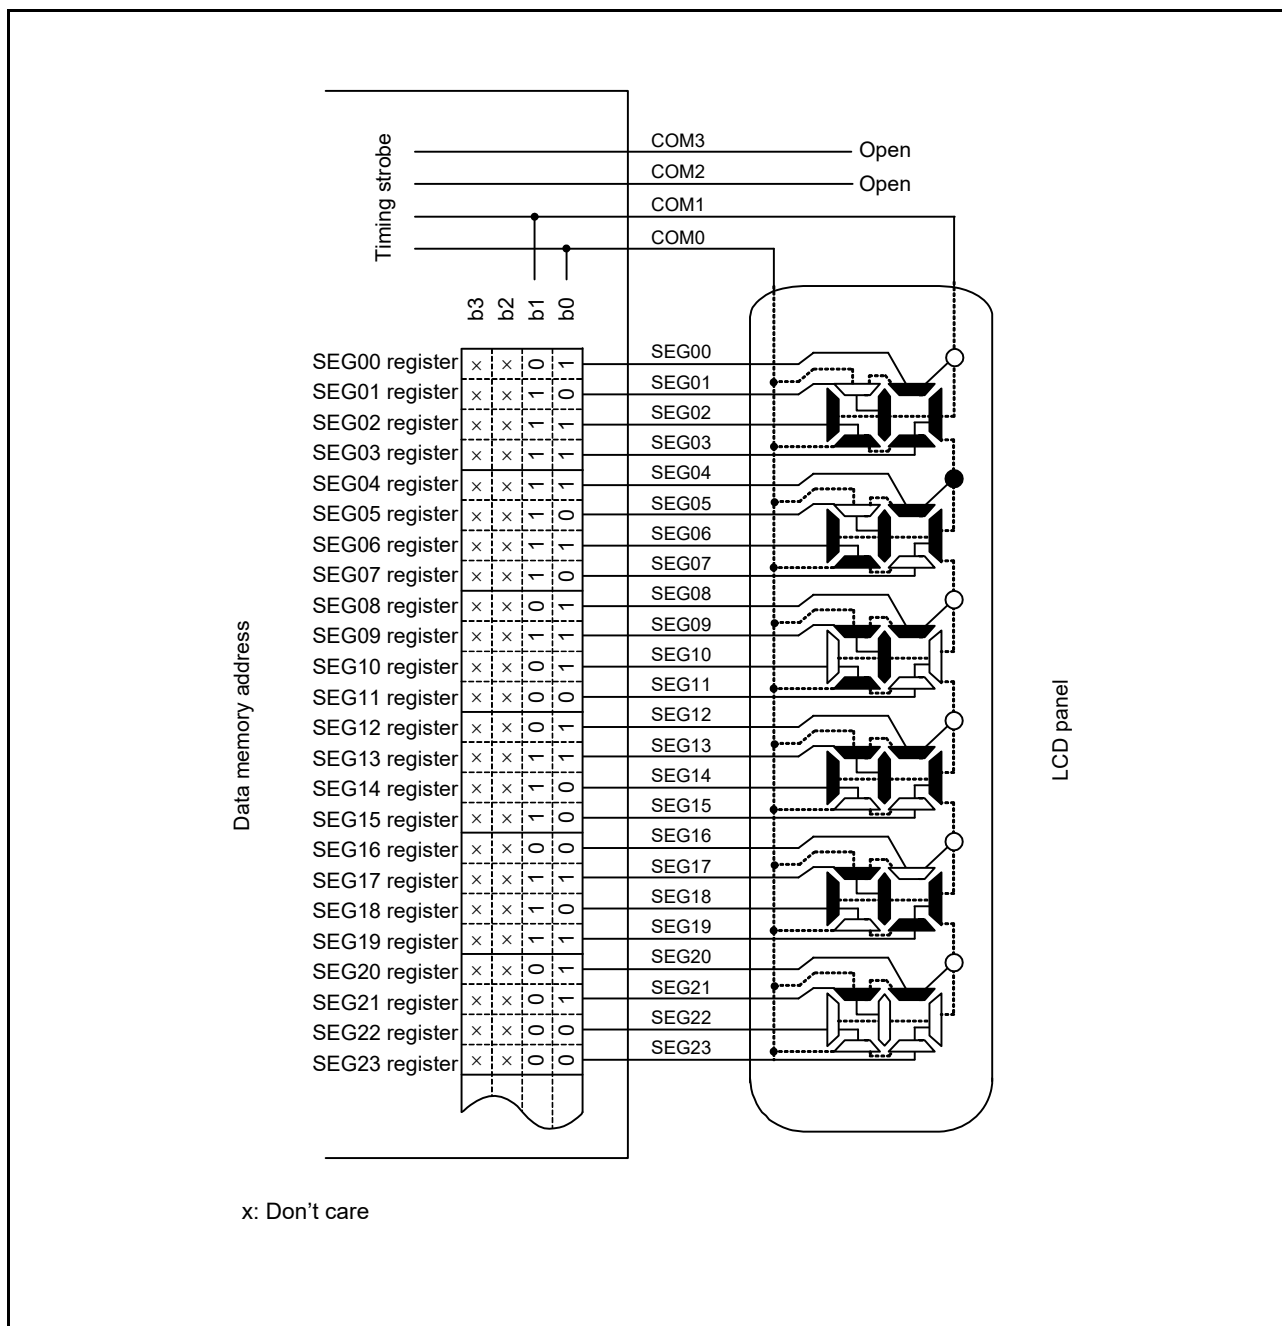 COM3
Open
COM2
Open
COM1
COM0
Timing strobe
b3 b2 b1 b0
SEG00 register × × 0 1 SEG00
SEG01 register × × 1 0 SEG01
SEG02 register × × 1 1 SEG02
SEG03 register × × 1 1 SEG03
SEG04 register × × 1 1 SEG04
SEG05 register × × 1 0 SEG05
SEG06 register × × 1 1 SEG06
SEG07 register × × 1 0 SEG07
SEG08 register × × 0 1 SEG08
SEG09 register × × 1 1 SEG09
SEG10 register × × 0 1 SEG10
SEG11 register × × 0 0 SEG11
SEG12 register × × 0 1 SEG12
SEG13 register × × 1 1 SEG13
SEG14 register × × 1 0 SEG14
SEG15 register × × 1 0 SEG15
SEG16 register × × 0 0 SEG16
SEG17 register × × 1 1 SEG17
SEG18 register × × 1 0 SEG18
SEG19 register × × 1 1 SEG19
SEG20 register × × 0 1 SEG20
SEG21 register × × 0 1 SEG21
SEG22 register × × 0 0 SEG22
SEG23 register × × 0 0 SEG23
Data memory address
LCD panel
x: Don’t care